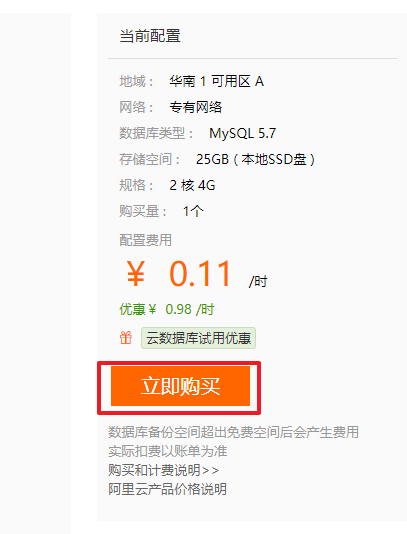 当前配置
地域： 华南 1 可用区 A
网络： 专有网络
数据库类型： MySQL 5.7
存储空间： 25GB ( 本地SSD盘 )
规格： 2 核 4G
购买量： 1个
配置费用
￥ 0.11 /时
优惠￥ 0.98 /时
云数据库试用优惠
立即购买
数据库备份空间超出免费空间后会产生费用
实际扣费以账单为准
购买和计费说明>>
阿里云产品价格说明